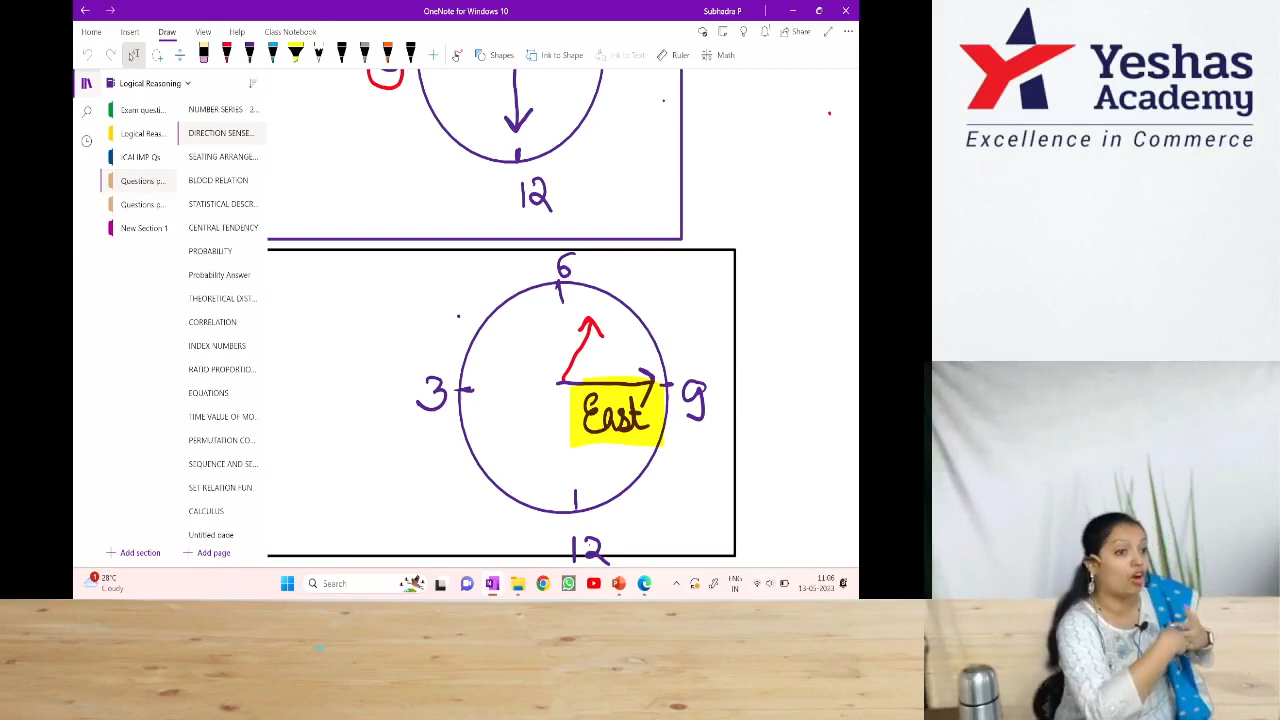 OneNote for Windows 10
Subhadra P
Home Insert Draw View Help Class Notebook
Share
Shapes Ink to Shape Ink to Text Ruler Math
Logical Reasoning
Exam questi...
Logical Reas...
ICAI IMP Qs
Questions p...
Questions p...
New Section 1
NUMBER SERIES - 2...
DIRECTION SENSE...
SEATING ARRANGE...
BLOOD RELATION
STATISTICAL DESCR...
CENTRAL TENDENCY
PROBABILITY
Probability Answer
THEORETICAL DIST...
CORRELATION
INDEX NUMBERS
RATIO PROPORTIO...
EQUATIONS
TIME VALUE OF MO...
PERMUTATION CO...
SEQUENCE AND SE...
SET RELATION FUN...
CALCULUS
Untitled page
Add section
Add page
12
6
3
9
East
12
1
28°C
Cloudy
Search
ENG
IN
11:06
13-05-2023
Yeshas
Academy
Excellence in Commerce